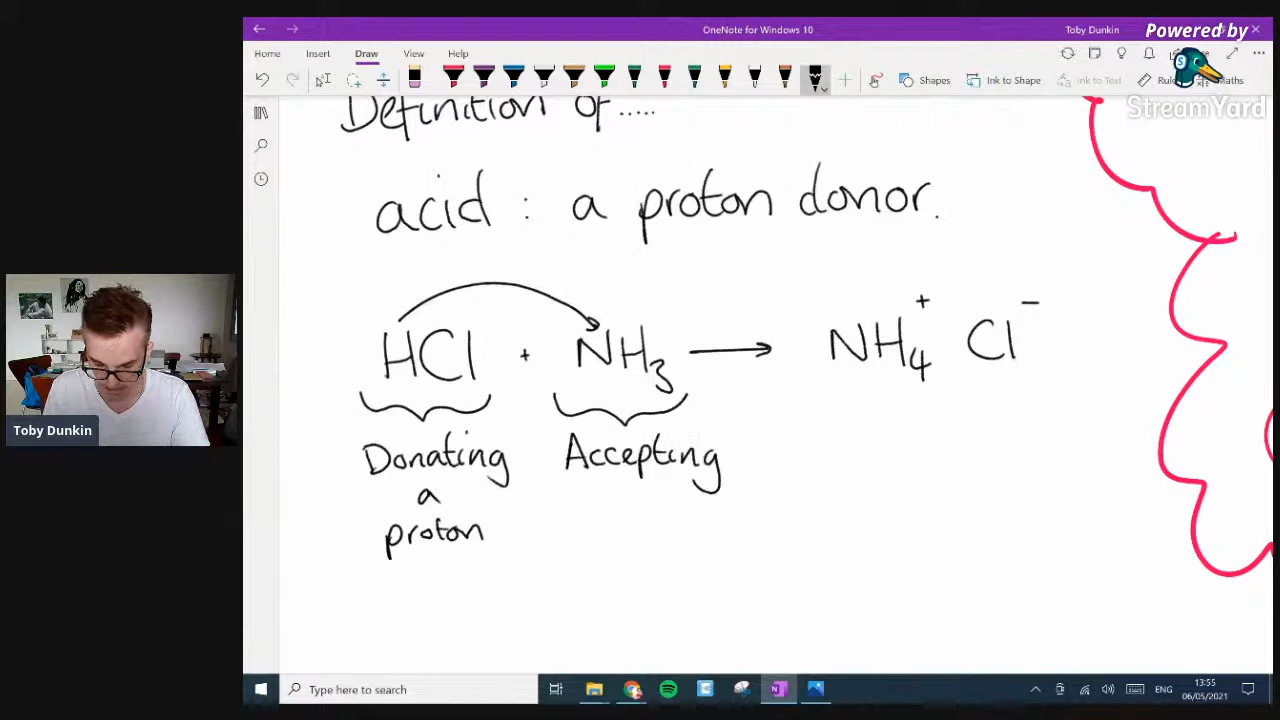 OneNote for Windows 10
Toby Dunkin
Powered by
StreamYard
Home Insert Draw View Help
Shapes Ink to Shape Ink to Text Maths
Definition of.....
acid : a proton donor.
HCl + NH₃ → NH₄⁺ Cl⁻
Donating Accepting
a
proton
Toby Dunkin
Type here to search
ENG
13:55
06/05/2021